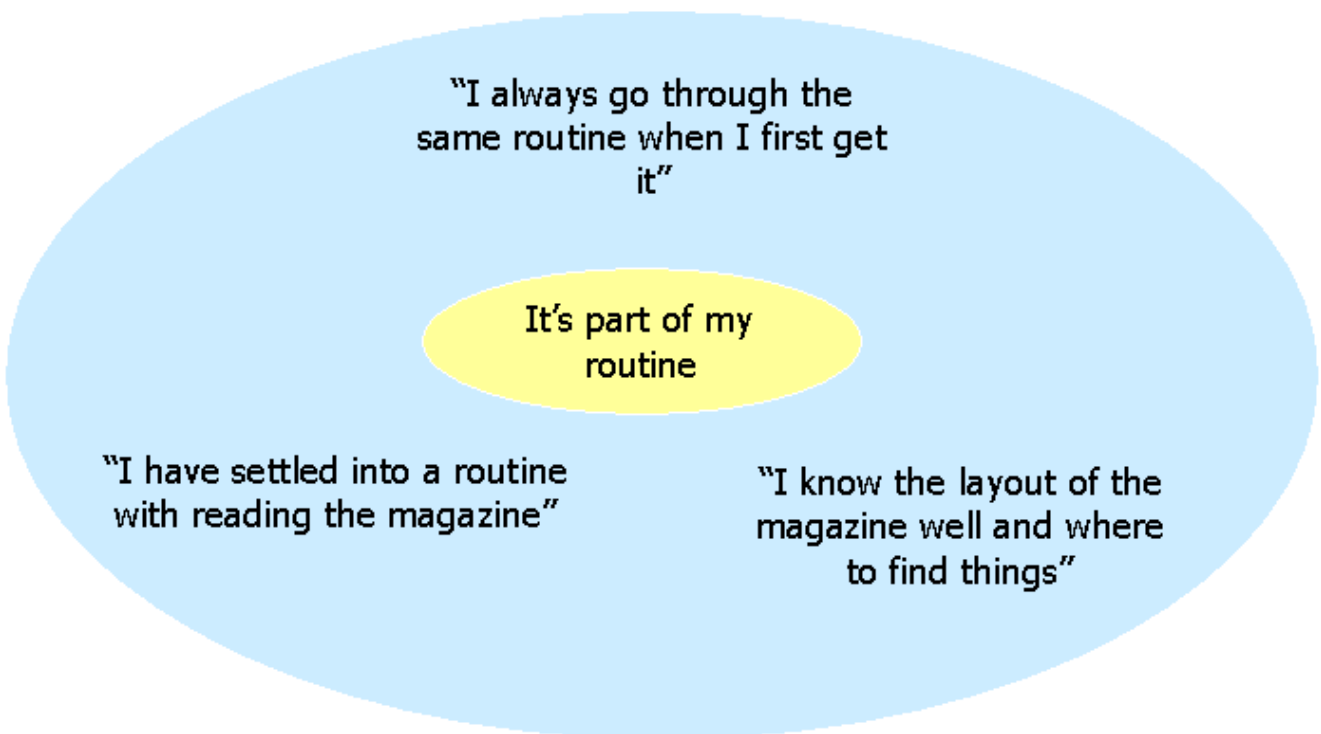 “I always go through the
same routine when I first get
it”
It’s part of my
routine
“I have settled into a routine
with reading the magazine”
“I know the layout of the
magazine well and where
to find things”